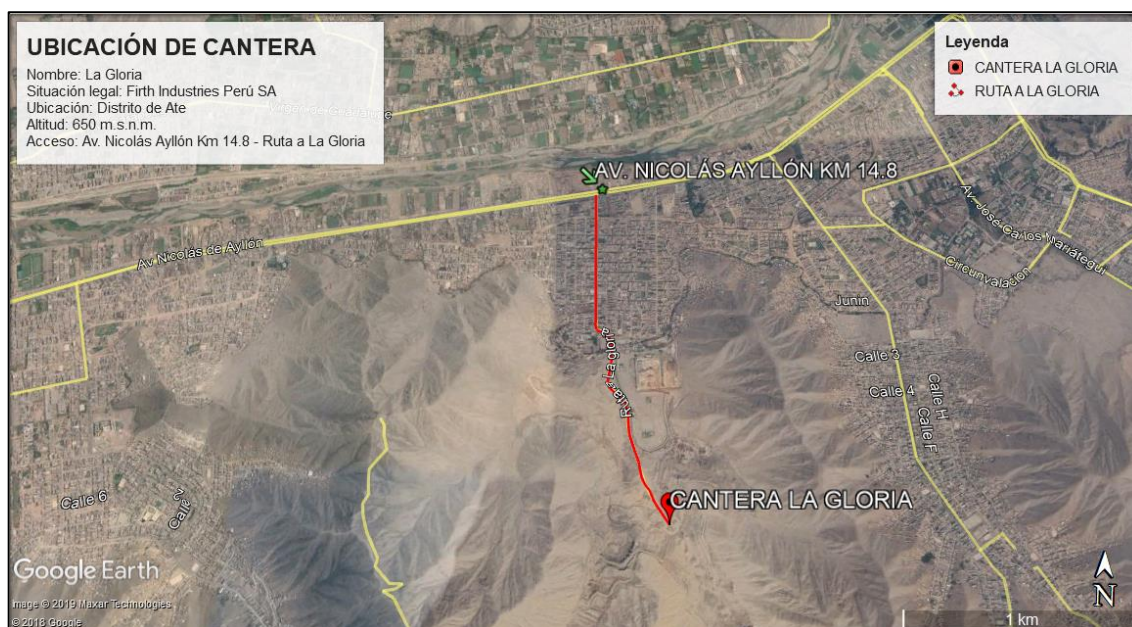 UBICACIÓN DE CANTERA
Nombre: La Gloria
Situación legal: Firth Industries Perú SA
Ubicación: Distrito de Ate
Altitud: 650 m.s.n.m.
Acceso: Av. Nicolás Ayllón Km 14.8 - Ruta a La Gloria
Leyenda
CANTERA LA GLORIA
RUTA A LA GLORIA
AV. NICOLÁS AYLLÓN KM 14.8
Av Nicolás de Ayllón
Av. José Carlos Mariátegui
Circunvalación
Junín
Ruta a La gloria
Calle 3
Calle 4
Calle H
Calle F
Calle 6
Calle 7
CANTERA LA GLORIA
Google Earth
Image © 2019 Maxar Technologies
© 2018 Google
N
1 km